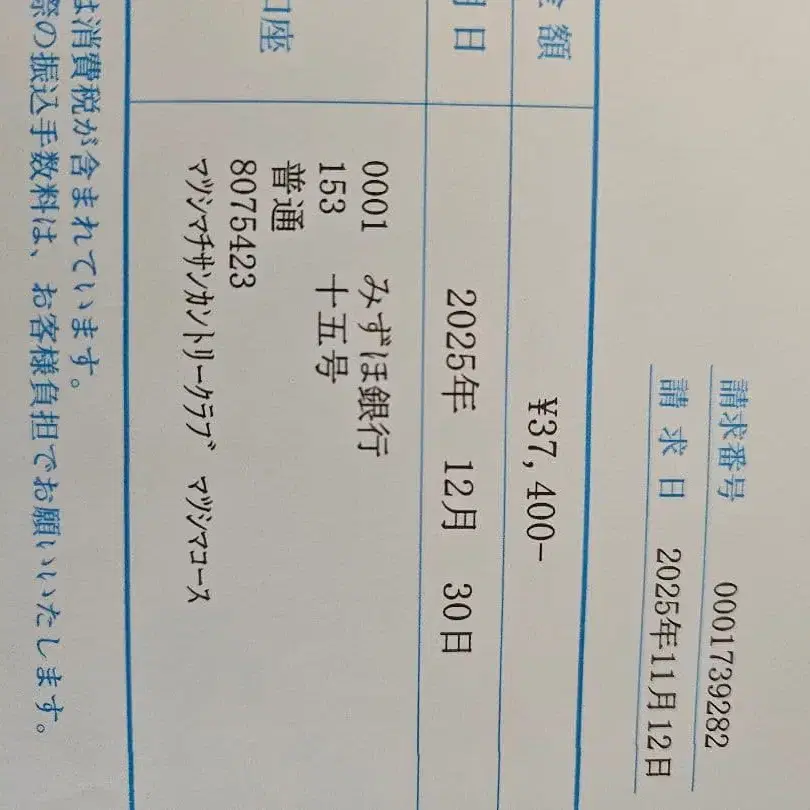 請求番号 0001739282
請求日 2025年11月12日
金額 ¥37,400-
期日 2025年 12月 30日
口座 0001 みずほ銀行
153 十五号
普通
8075423
マツシマチサンカントリークラブ マツシマコース
は消費税が含まれています。
際の振込手数料は、お客様負担でお願いいたします。